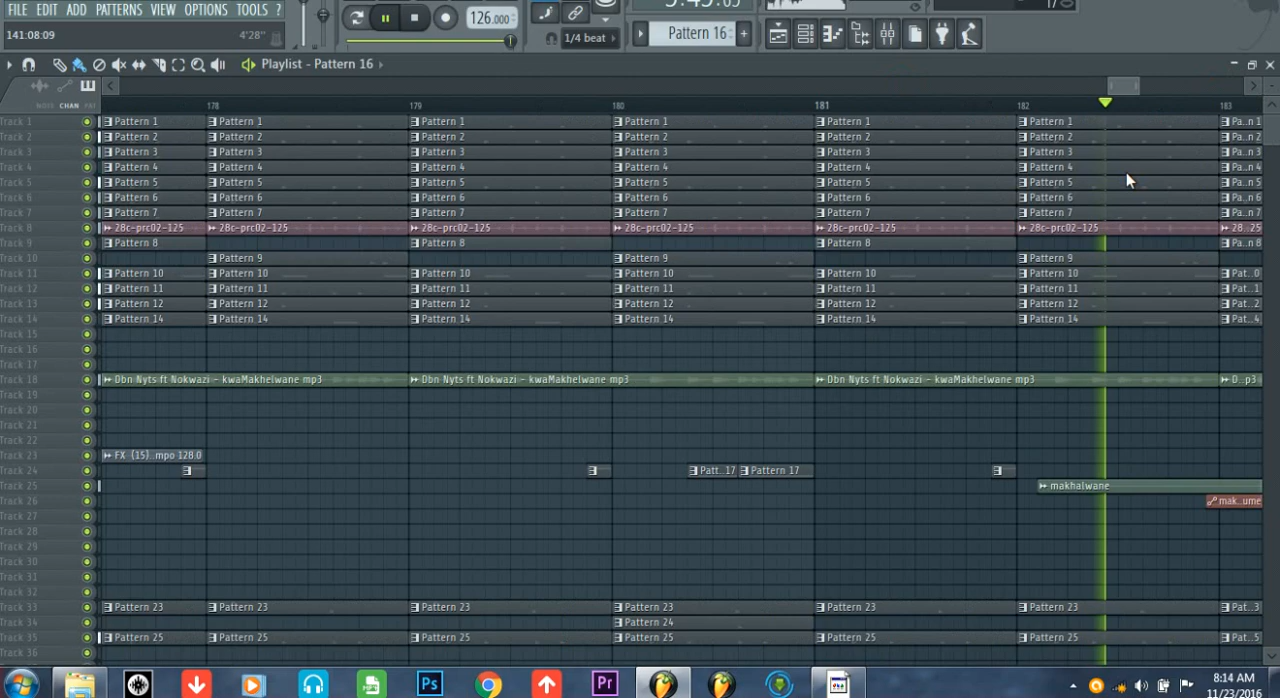 FILE EDIT ADD PATTERNS VIEW OPTIONS TOOLS ?
126.000
141:08:09 4'28"
1/4 beat Pattern 16
Playlist - Pattern 16
CHAN
178 179 180 181 182 183
Track 1 Pattern 1 Pattern 1 Pattern 1 Pattern 1 Pattern 1 Pattern 1 Pa..n 1
Track 2 Pattern 2 Pattern 2 Pattern 2 Pattern 2 Pattern 2 Pattern 2 Pa..n 2
Track 3 Pattern 3 Pattern 3 Pattern 3 Pattern 3 Pattern 3 Pattern 3 Pa..n 3
Track 4 Pattern 4 Pattern 4 Pattern 4 Pattern 4 Pattern 4 Pattern 4 Pa..n 4
Track 5 Pattern 5 Pattern 5 Pattern 5 Pattern 5 Pattern 5 Pattern 5 Pa..n 5
Track 6 Pattern 6 Pattern 6 Pattern 6 Pattern 6 Pattern 6 Pattern 6 Pa..n 6
Track 7 Pattern 7 Pattern 7 Pattern 7 Pattern 7 Pattern 7 Pattern 7 Pa..n 7
Track 8 28c-prc02-125 28c-prc02-125 28c-prc02-125 28c-prc02-125 28c-prc02-125 28c-prc02-125 28..25
Track 9 Pattern 8 Pattern 8 Pattern 8 Pa..n 8
Track 10 Pattern 9 Pattern 9 Pattern 9
Track 11 Pattern 10 Pattern 10 Pattern 10 Pattern 10 Pattern 10 Pattern 10 Pat..0
Track 12 Pattern 11 Pattern 11 Pattern 11 Pattern 11 Pattern 11 Pattern 11 Pat..1
Track 13 Pattern 12 Pattern 12 Pattern 12 Pattern 12 Pattern 12 Pattern 12 Pat..2
Track 14 Pattern 14 Pattern 14 Pattern 14 Pattern 14 Pattern 14 Pattern 14 Pat..4
Track 15
Track 16
Track 17
Track 18 Dbn Nyts ft Nokwazi - kwaMakhelwane mp3 Dbn Nyts ft Nokwazi - kwaMakhelwane mp3 Dbn Nyts ft Nokwazi - kwaMakhelwane mp3 D..p3
Track 19
Track 20
Track 21
Track 22
Track 23 FX (15)..mpo 128.0
Track 24 Patt..17 Pattern 17
Track 25 makhalwane
Track 26 mak..ume
Track 27
Track 28
Track 29
Track 30
Track 31
Track 32
Track 33 Pattern 23 Pattern 23 Pattern 23 Pattern 23 Pattern 23 Pattern 23 Pat..3
Track 34 Pattern 24
Track 35 Pattern 25 Pattern 25 Pattern 25 Pattern 25 Pattern 25 Pattern 25 Pat..5
Track 36
Ps Pr
8:14 AM
11/23/2016